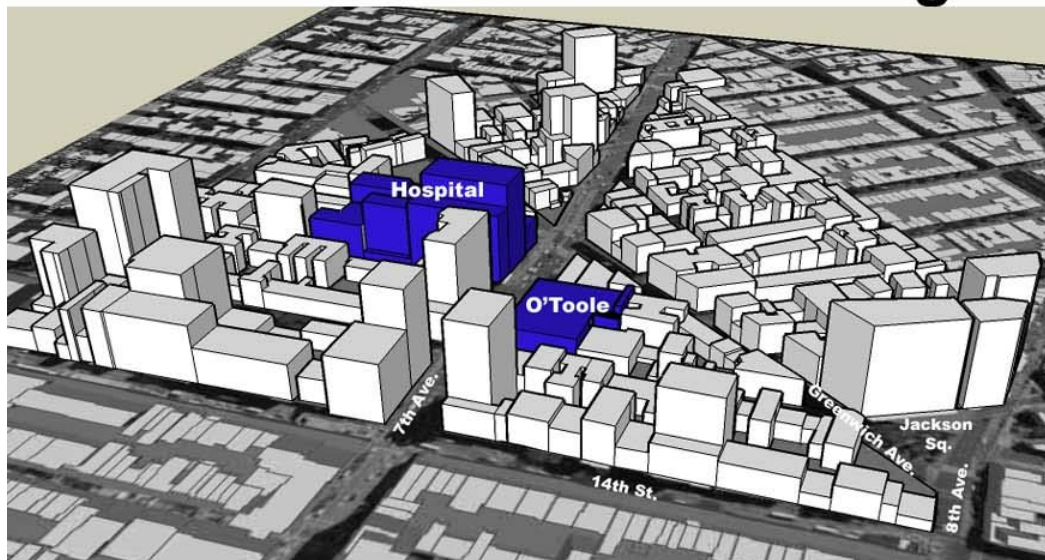 Hospital
O'Toole
7th Ave.
14th St.
Greenwich Ave.
Jackson
Sq.
8th Ave.